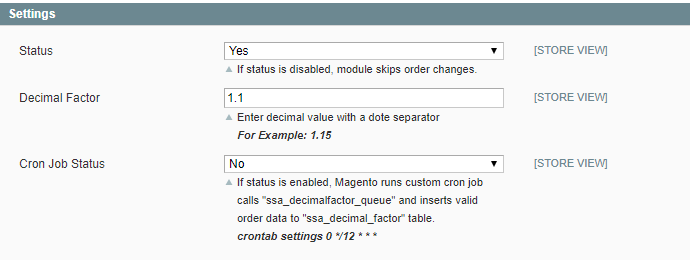 Settings
Status Yes [STORE VIEW]
If status is disabled, module skips order changes.
Decimal Factor 1.1 [STORE VIEW]
Enter decimal value with a dote separator
For Example: 1.15
Cron Job Status No [STORE VIEW]
If status is enabled, Magento runs custom cron job
calls "ssa_decimalfactor_queue" and inserts valid
order data to "ssa_decimal_factor" table.
crontab settings 0 */12 * * *